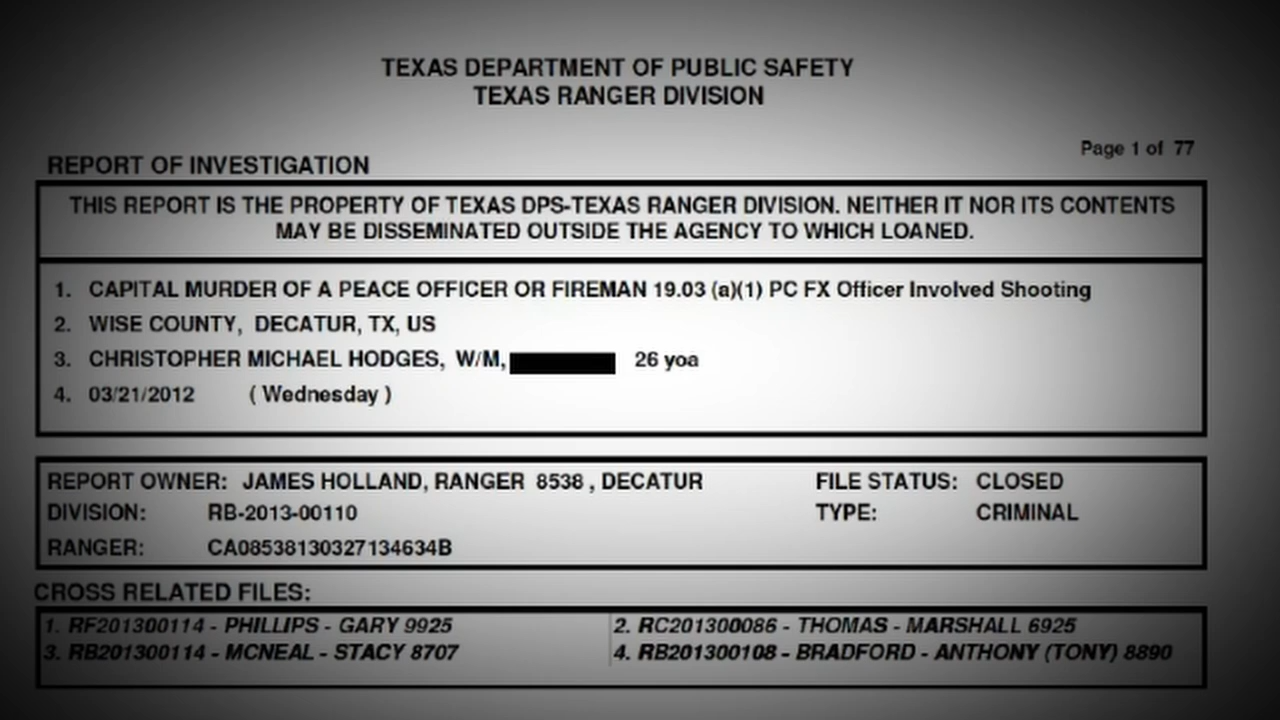 TEXAS DEPARTMENT OF PUBLIC SAFETY
TEXAS RANGER DIVISION
Page 1 of 77
REPORT OF INVESTIGATION
THIS REPORT IS THE PROPERTY OF TEXAS DPS-TEXAS RANGER DIVISION. NEITHER IT NOR ITS CONTENTS
MAY BE DISSEMINATED OUTSIDE THE AGENCY TO WHICH LOANED.
1. CAPITAL MURDER OF A PEACE OFFICER OR FIREMAN 19.03 (a)(1) PC FX Officer Involved Shooting
2. WISE COUNTY, DECATUR, TX, US
3. CHRISTOPHER MICHAEL HODGES, W/M, 26 yoa
4. 03/21/2012 ( Wednesday )
REPORT OWNER: JAMES HOLLAND, RANGER 8538 , DECATUR FILE STATUS: CLOSED
DIVISION: RB-2013-00110 TYPE: CRIMINAL
RANGER: CA08538130327134634B
CROSS RELATED FILES:
1. RF201300114 - PHILLIPS - GARY 9925 2. RC201300086 - THOMAS - MARSHALL 6925
3. RB201300114 - MCNEAL - STACY 8707 4. RB201300108 - BRADFORD - ANTHONY (TONY) 8890